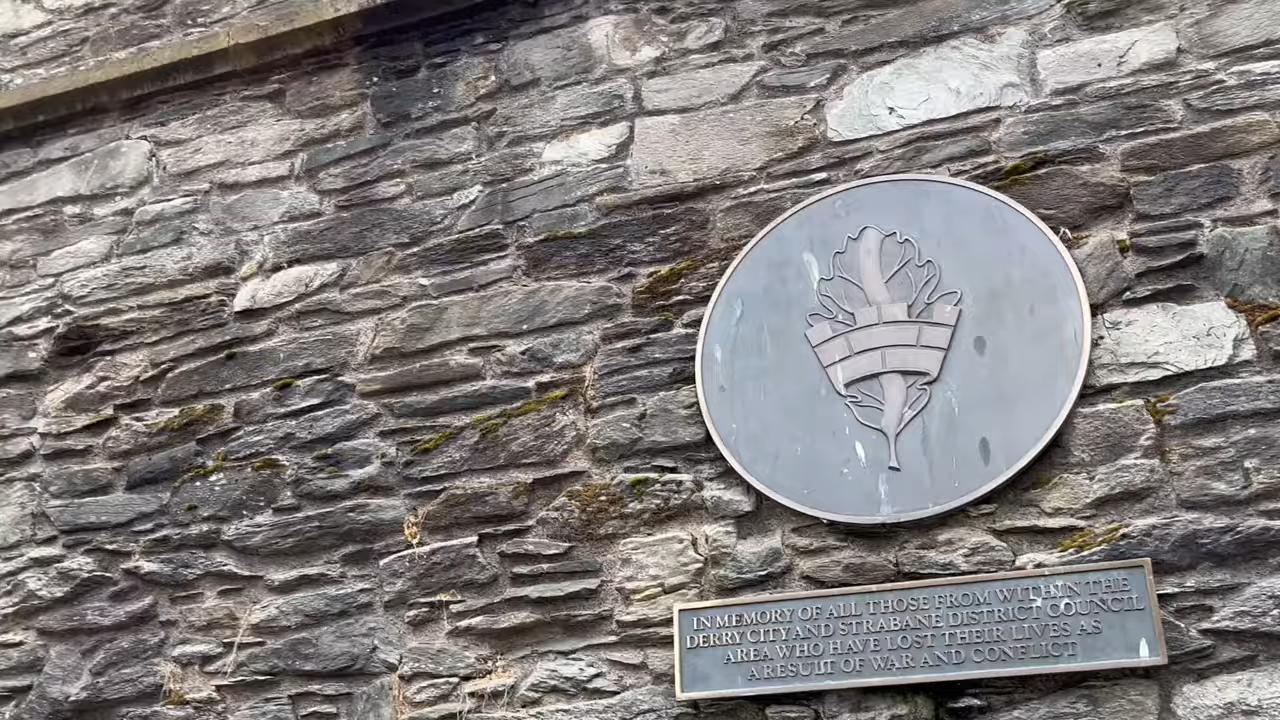 IN MEMORY OF ALL THOSE FROM WITHIN THE
DERRY CITY AND STRABANE DISTRICT COUNCIL
AREA WHO HAVE LOST THEIR LIVES AS
A RESULT OF WAR AND CONFLICT